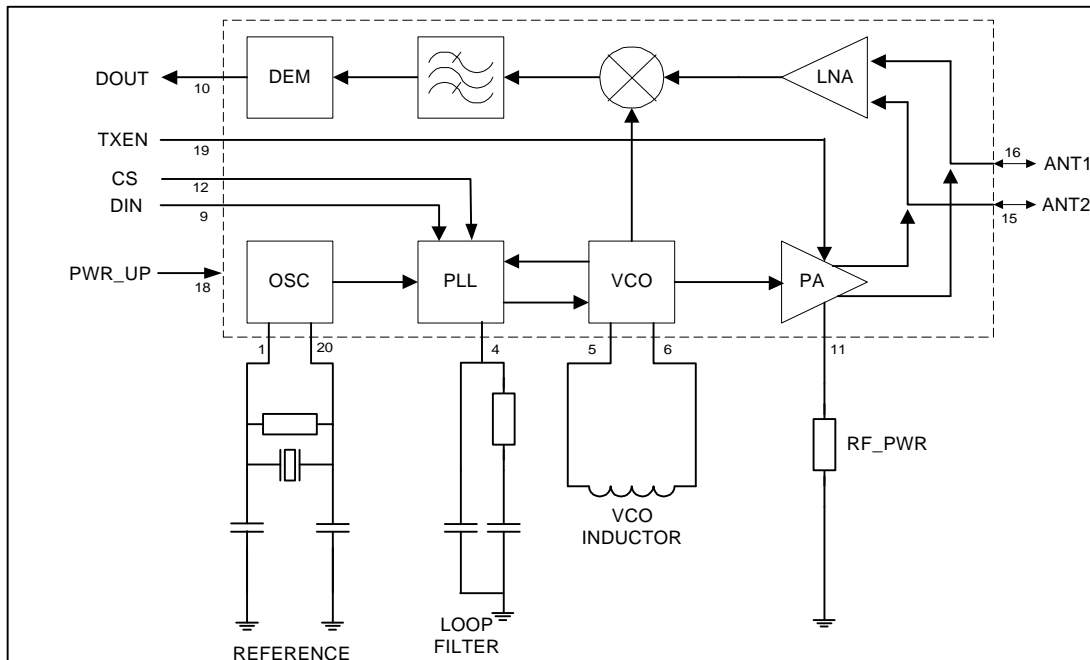 DOUT
10
DEM
LNA
TXEN
19
16
ANT1
CS
12
DIN
9
15
ANT2
PWR_UP
18
OSC
PLL
VCO
PA
1
20
4
5
6
11
RF_PWR
VCO
INDUCTOR
LOOP
FILTER
REFERENCE